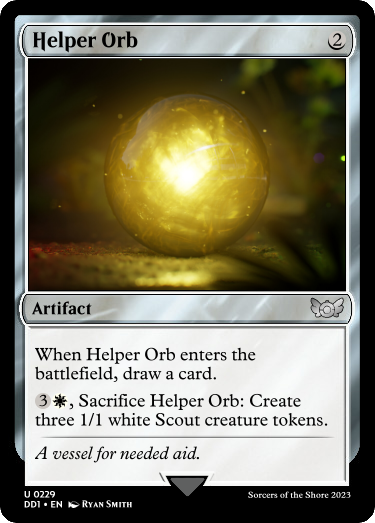 Helper Orb 2
Artifact
When Helper Orb enters the
battlefield, draw a card.
3, Sacrifice Helper Orb: Create
three 1/1 white Scout creature tokens.
A vessel for needed aid.
U 0229
DD1 • EN Ryan Smith
Sorcers of the Shore 2023